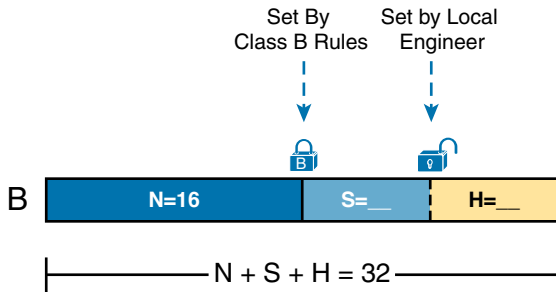 Set By
Class B Rules
Set by Local
Engineer
B
B
N=16
S=__
H=__
N + S + H = 32